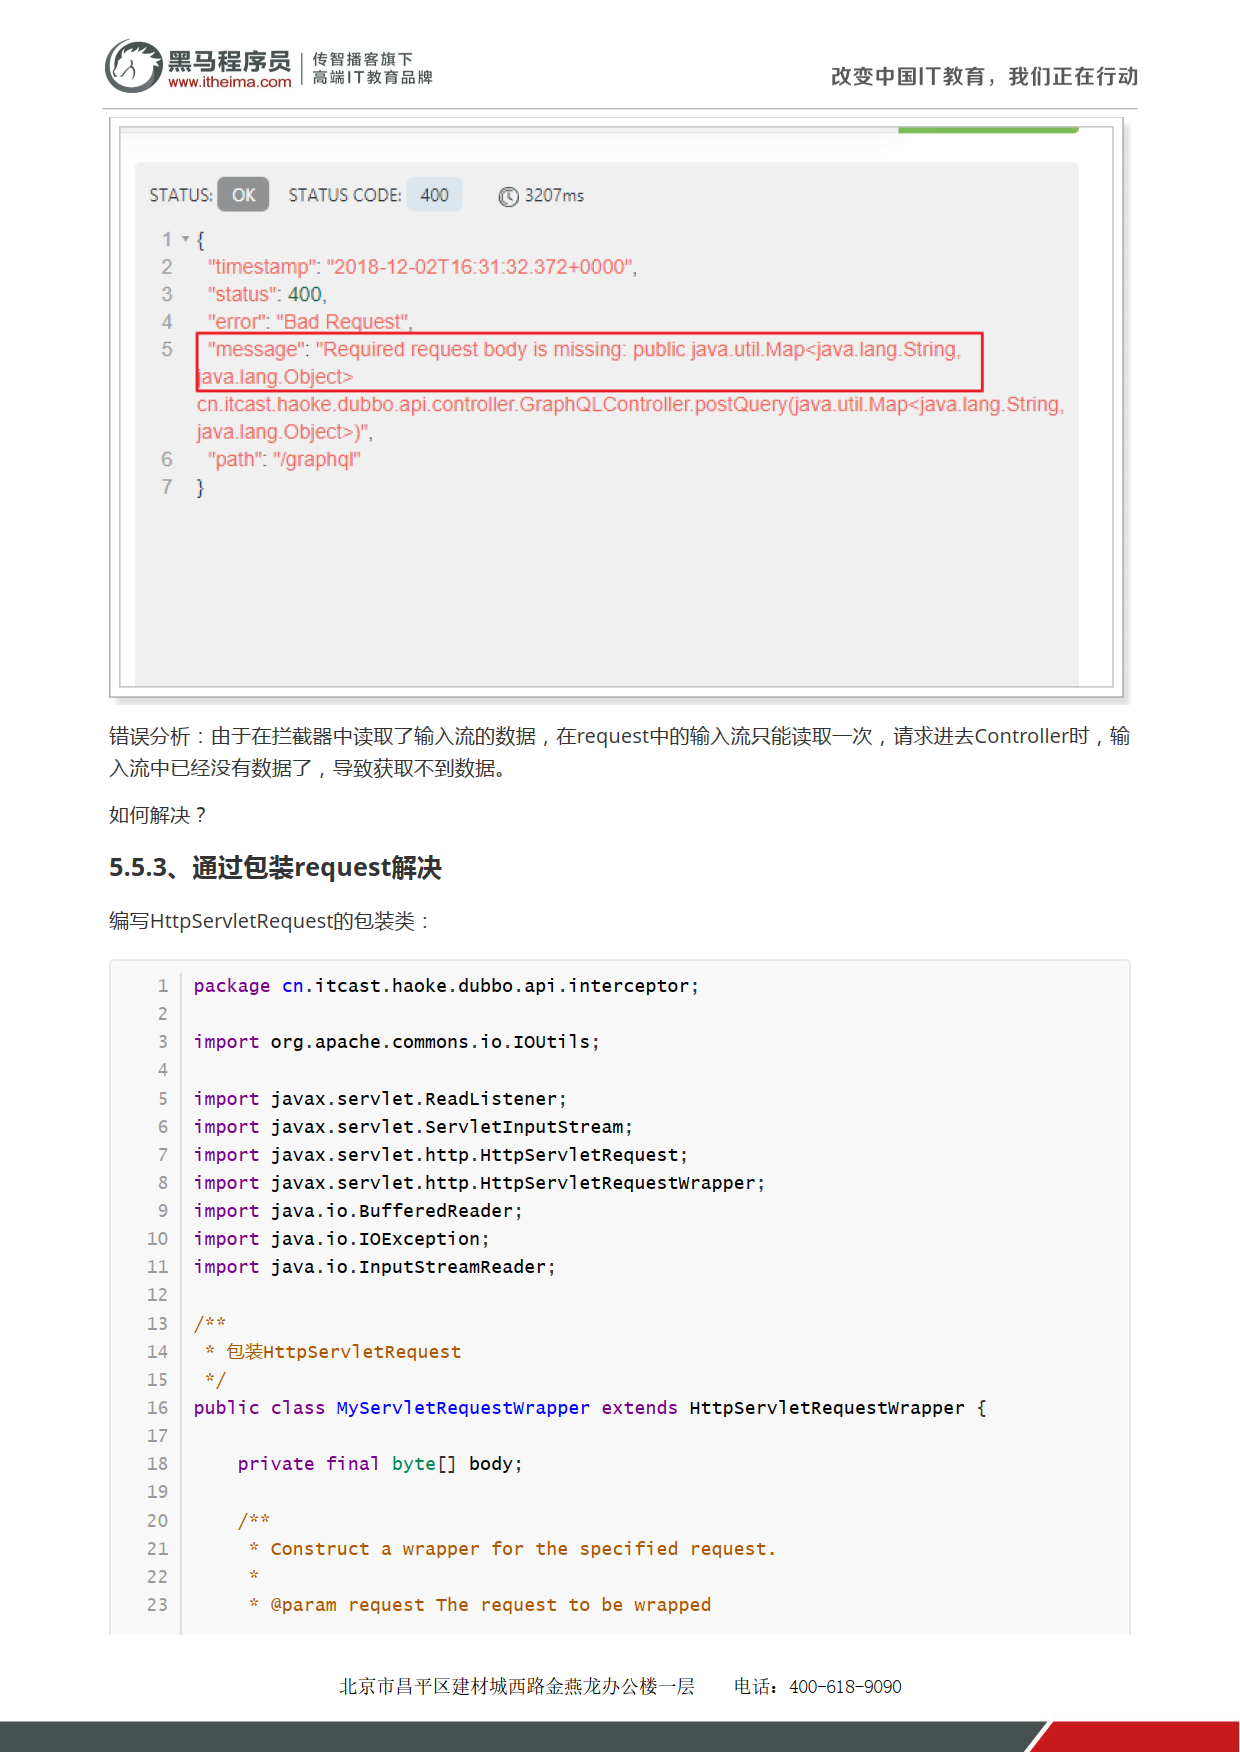 黑马程序员
www.itheima.com
传智播客旗下
高端IT教育品牌
改变中国IT教育，我们正在行动
STATUS: OK STATUS CODE: 400 3207ms
1 {
2 "timestamp": "2018-12-02T16:31:32.372+0000",
3 "status": 400,
4 "error": "Bad Request",
5 "message": "Required request body is missing: public java.util.Map<java.lang.String,
java.lang.Object>
cn.itcast.haoke.dubbo.api.controller.GraphQLController.postQuery(java.util.Map<java.lang.String,
java.lang.Object>)",
6 "path": "/graphql"
7 }
错误分析：由于在拦截器中读取了输入流的数据，在request中的输入流只能读取一次，请求进去Controller时，输
入流中已经没有数据了，导致获取不到数据。
如何解决？
5.5.3、通过包装request解决
编写HttpServletRequest的包装类：
1 package cn.itcast.haoke.dubbo.api.interceptor;
2
3 import org.apache.commons.io.IOUtils;
4
5 import javax.servlet.ReadListener;
6 import javax.servlet.ServletInputStream;
7 import javax.servlet.http.HttpServletRequest;
8 import javax.servlet.http.HttpServletRequestWrapper;
9 import java.io.BufferedReader;
10 import java.io.IOException;
11 import java.io.InputStreamReader;
12
13 /**
14 * 包装HttpServletRequest
15 */
16 public class MyServletRequestWrapper extends HttpServletRequestWrapper {
17
18 private final byte[] body;
19
20 /**
21 * Construct a wrapper for the specified request.
22 *
23 * @param request The request to be wrapped
北京市昌平区建材城西路金燕龙办公楼一层 电话：400-618-9090